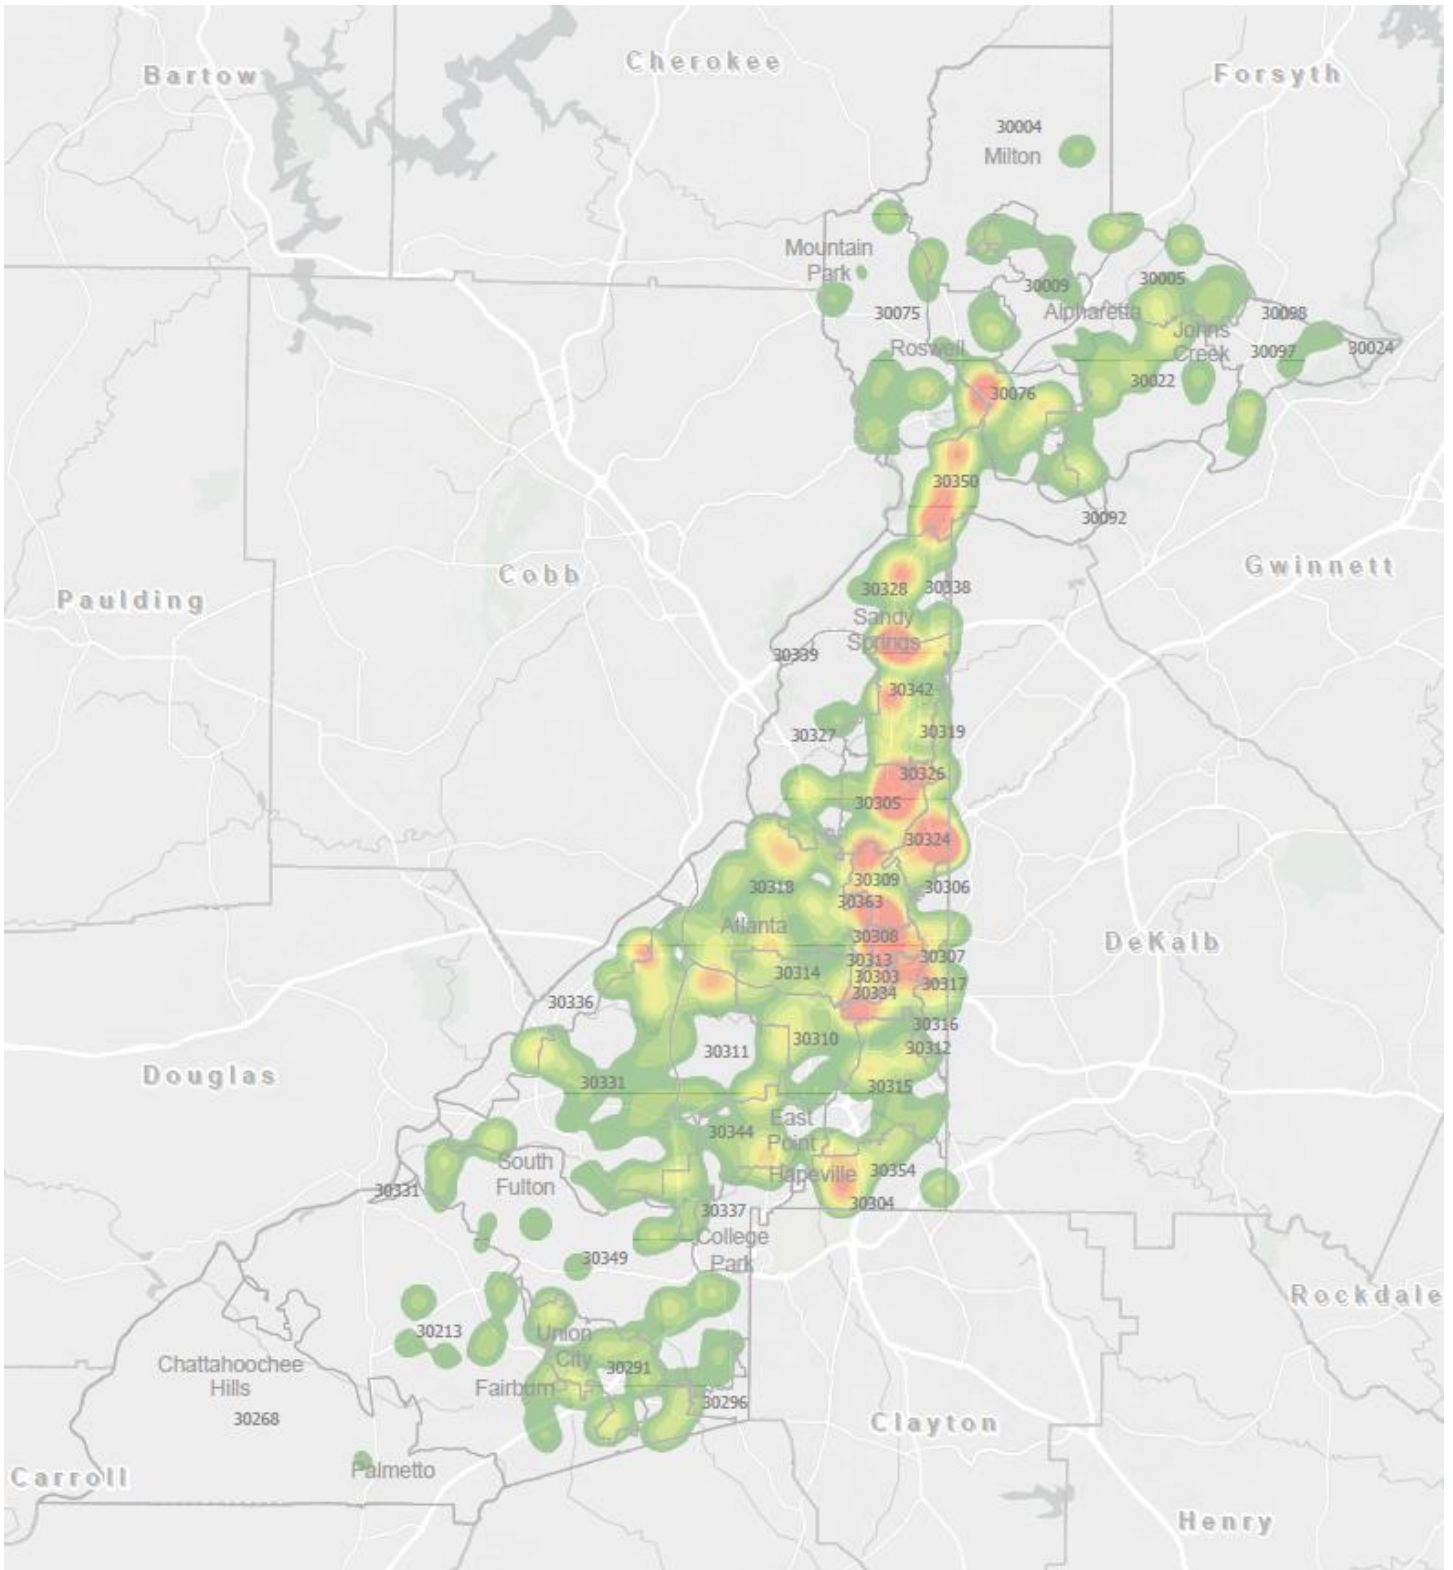 Cherokee
Bartow
Forsyth
30004
Milton
Mountain
Park
30005
30009
30075
Alpharetta
30098
Johns
Creek
Roswell
30097
30024
30022
30076
30350
30092
Cobb
Gwinnett
30328
30338
Paulding
Sandy
Springs
30339
30342
30327
30319
30326
30305
30324
30309
30318
30306
30363
Atlanta
30308
DeKalb
30313
30307
30314
30303
30317
30334
30336
30316
30310
30312
30311
Douglas
30331
30315
East
Point
30344
South
Fulton
Hapeville
30354
30331
30304
30337
College
Park
30349
Rockdale
30213
Union
City
Chattahoochee
Hills
30291
Fairburn
30296
30268
Clayton
Palmetto
Carroll
Henry